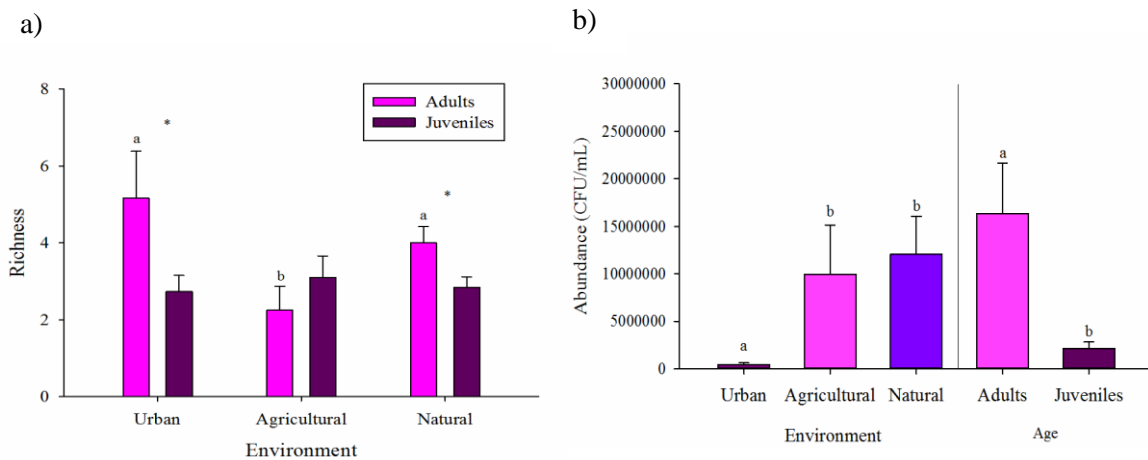 a)
8
6
4
2
0
Richness
a
*
b
a
*
Adults
Juveniles
Urban
Agricultural
Natural
Environment
b)
30000000
25000000
20000000
15000000
10000000
5000000
0
Abundance (CFU/mL)
a
b
b
a
b
Urban
Agricultural
Natural
Adults
Juveniles
Environment
Age